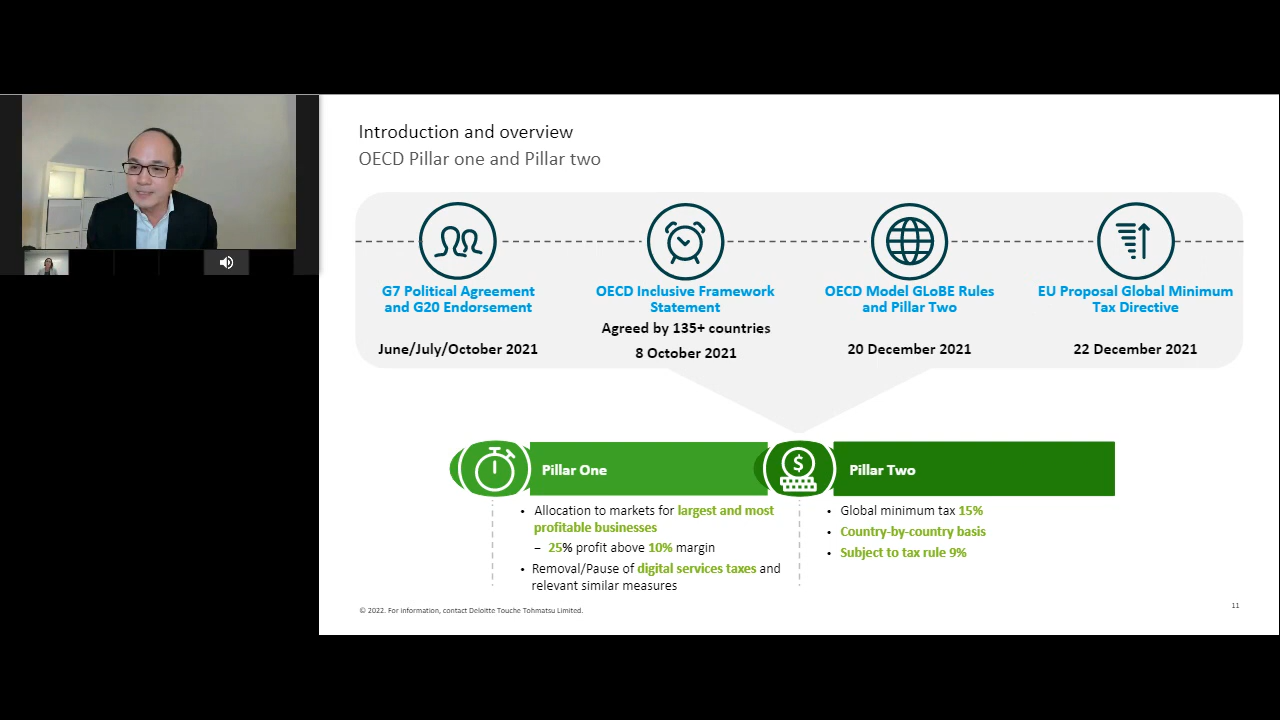 Introduction and overview
OECD Pillar one and Pillar two
G7 Political Agreement
and G20 Endorsement
June/July/October 2021
OECD Inclusive Framework
Statement
Agreed by 135+ countries
8 October 2021
OECD Model GLoBE Rules
and Pillar Two
20 December 2021
EU Proposal Global Minimum
Tax Directive
22 December 2021
Pillar One
• Allocation to markets for largest and most
profitable businesses
– 25% profit above 10% margin
• Removal/Pause of digital services taxes and
relevant similar measures
$
Pillar Two
• Global minimum tax 15%
• Country-by-country basis
• Subject to tax rule 9%
© 2022. For information, contact Deloitte Touche Tohmatsu Limited.
11